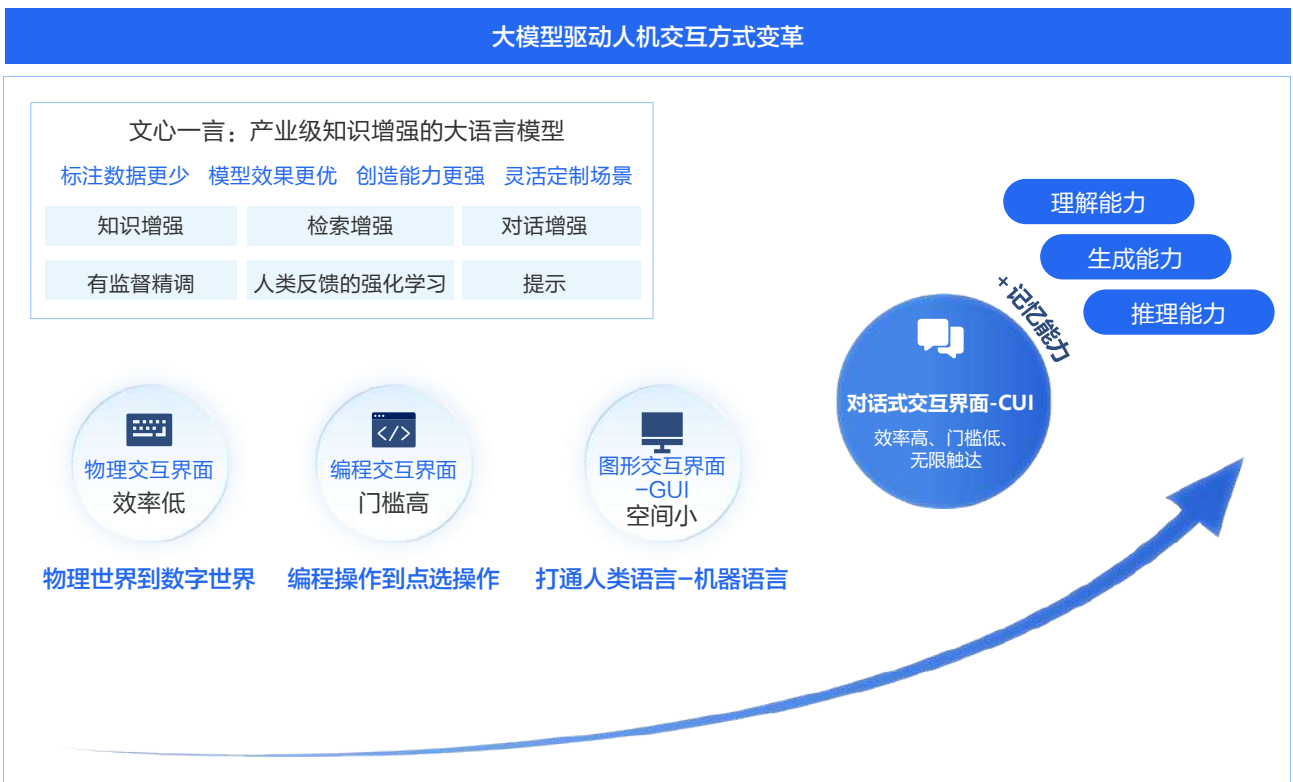 大模型驱动人机交互方式变革
文心一言：产业级知识增强的大语言模型
标注数据更少 模型效果更优 创造能力更强 灵活定制场景
知识增强 检索增强 对话增强
有监督精调 人类反馈的强化学习 提示
理解能力
生成能力
推理能力
+记忆能力
对话式交互界面-CUI
效率高、门槛低、
无限触达
</>
物理交互界面
效率低
编程交互界面
门槛高
图形交互界面
-GUI
空间小
物理世界到数字世界
编程操作到点选操作
打通人类语言-机器语言